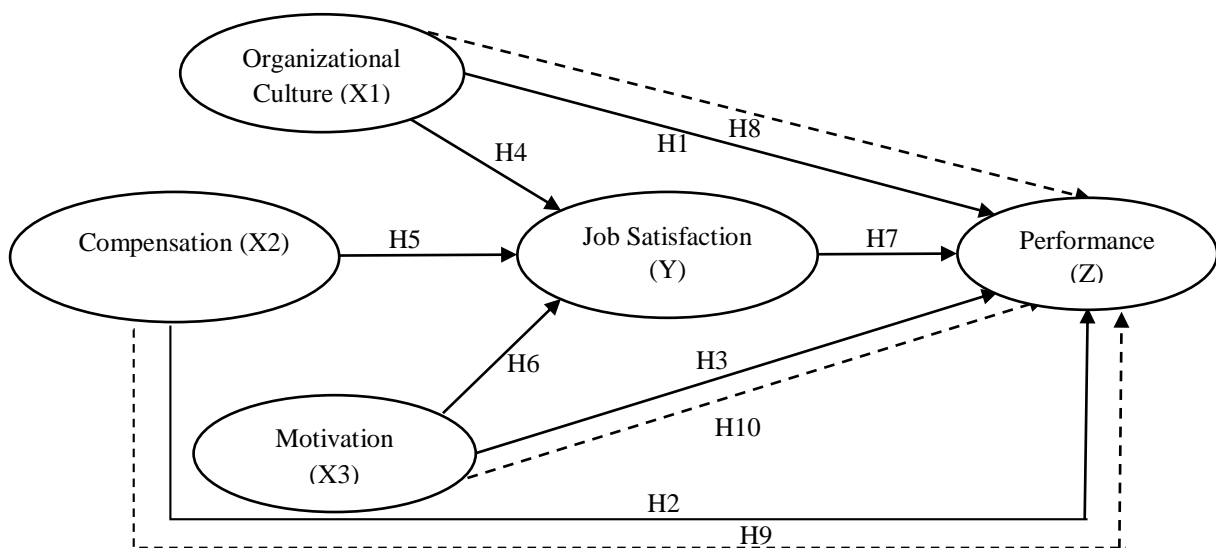 Organizational
Culture (X1)
H8
H1
H4
Compensation (X2)
H5
Job Satisfaction
(Y)
H7
Performance
(Z)
H6
H3
H10
Motivation
(X3)
H2
H9